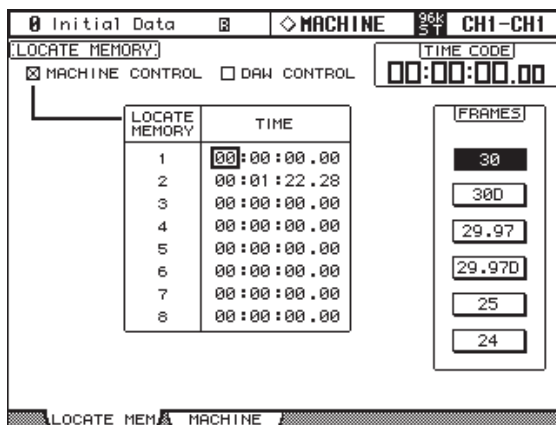 0 Initial Data R ◇MACHINE 96k ST CH1-CH1
LOCATE MEMORY
TIME CODE
☒ MACHINE CONTROL ☐ DAW CONTROL
00:00:00.00
LOCATE MEMORY TIME
FRAMES
1 00:00:00.00
2 00:01:22.28
3 00:00:00.00
4 00:00:00.00
5 00:00:00.00
6 00:00:00.00
7 00:00:00.00
8 00:00:00.00
30
30D
29.97
29.97D
25
24
LOCATE MEM MACHINE